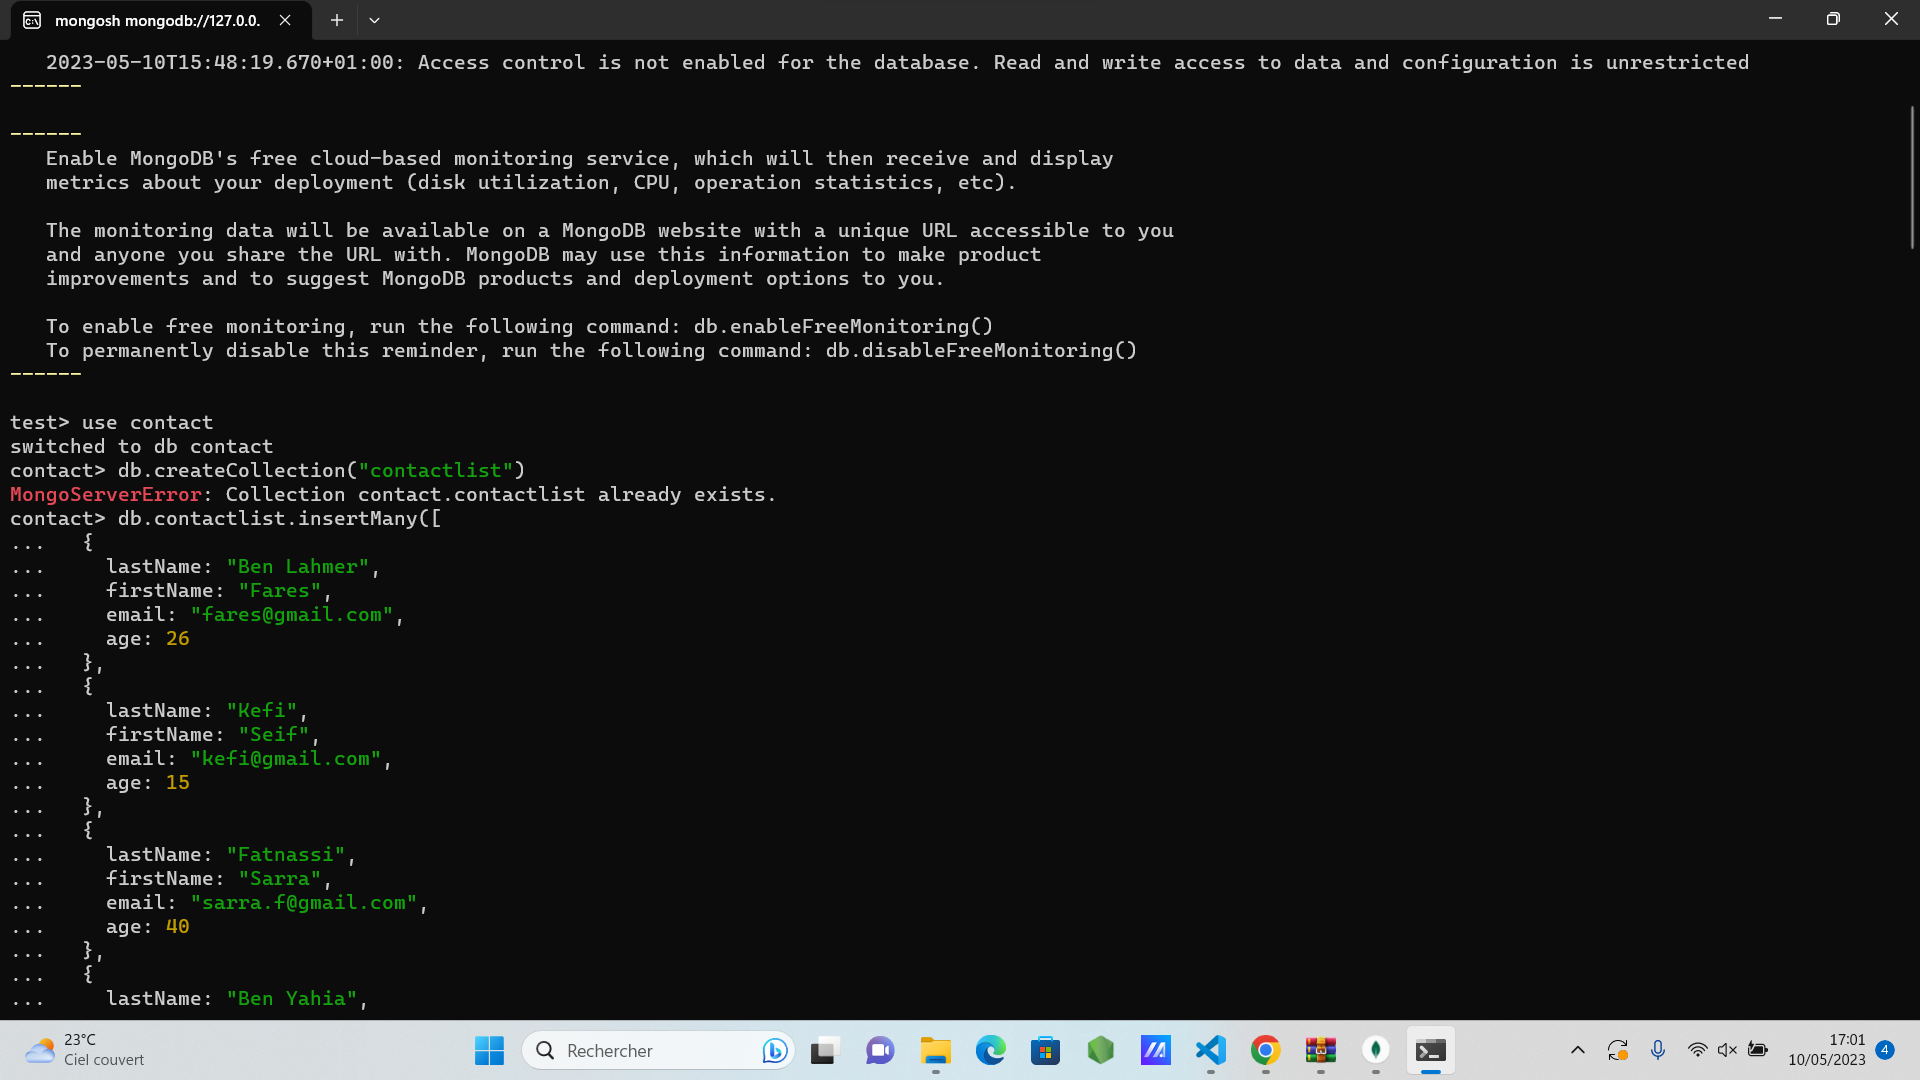 mongosh mongodb://127.0.0.
2023-05-10T15:48:19.670+01:00: Access control is not enabled for the database. Read and write access to data and configuration is unrestricted
------
------
Enable MongoDB's free cloud-based monitoring service, which will then receive and display
metrics about your deployment (disk utilization, CPU, operation statistics, etc).
The monitoring data will be available on a MongoDB website with a unique URL accessible to you
and anyone you share the URL with. MongoDB may use this information to make product
improvements and to suggest MongoDB products and deployment options to you.
To enable free monitoring, run the following command: db.enableFreeMonitoring()
To permanently disable this reminder, run the following command: db.disableFreeMonitoring()
------
test> use contact
switched to db contact
contact> db.createCollection("contactlist")
MongoServerError: Collection contact.contactlist already exists.
contact> db.contactlist.insertMany([
...   {
...     lastName: "Ben Lahmer",
...     firstName: "Fares",
...     email: "fares@gmail.com",
...     age: 26
...   },
...   {
...     lastName: "Kefi",
...     firstName: "Seif",
...     email: "kefi@gmail.com",
...     age: 15
...   },
...   {
...     lastName: "Fatnassi",
...     firstName: "Sarra",
...     email: "sarra.f@gmail.com",
...     age: 40
...   },
...   {
...     lastName: "Ben Yahia",
23°C
Ciel couvert
Rechercher
17:01
10/05/2023
4